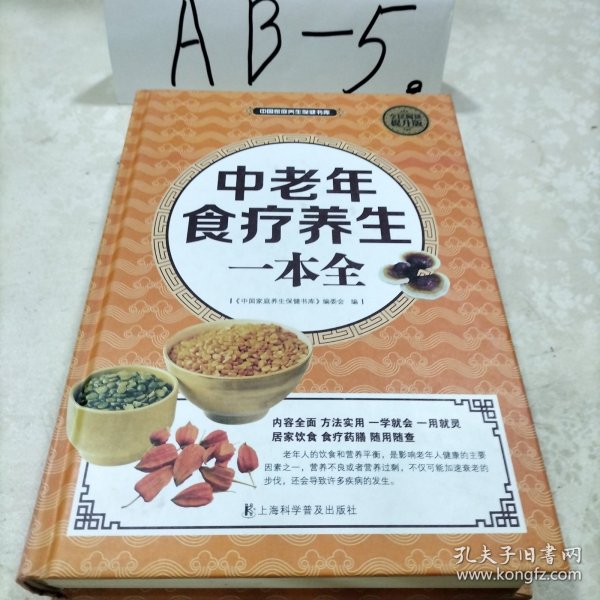 AB-5。
中国家庭养生保健书库
全民阅读
提升版
中老年
食疗养生
一本全
【《中国家庭养生保健书库》编委会 编】
内容全面 方法实用 一学就会 一用就灵
居家饮食 食疗药膳 随用随查
老年人的饮食和营养平衡，是影响老年人健康的主要
因素之一，营养不良或者营养过剩，不仅可能加速衰老的
步伐，还会导致许多疾病的发生。
上海科学普及出版社
孔夫子旧书网
www.kongfz.com